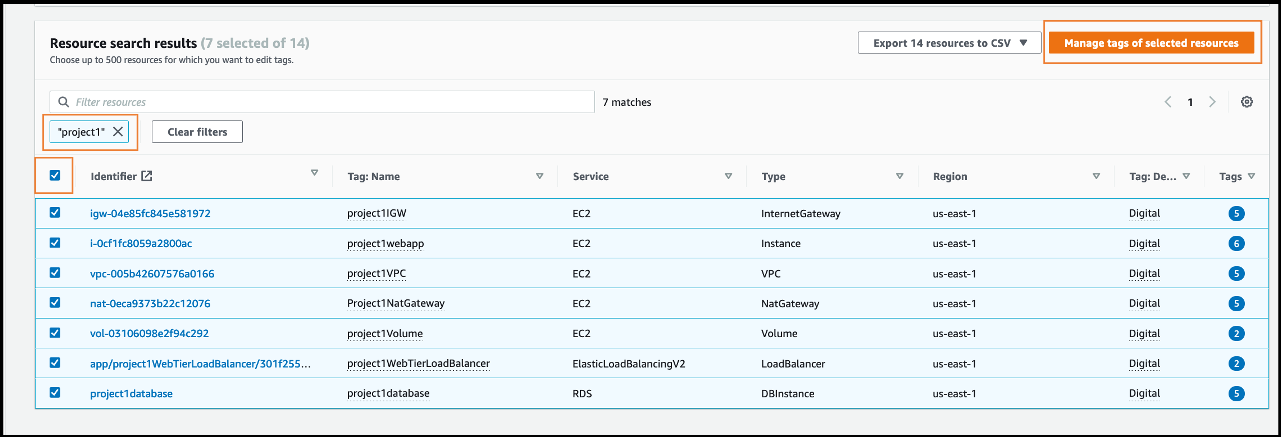 Resource search results (7 selected of 14)
Choose up to 500 resources for which you want to edit tags.
Export 14 resources to CSV
Manage tags of selected resources
Filter resources
7 matches
1
"project1"
Clear filters
Identifier Tag: Name Service Type Region Tag: De... Tags
igw-04e85fc845e581972 project1IGW EC2 InternetGateway us-east-1 Digital 5
i-0cf1fc8059a2800ac project1webapp EC2 Instance us-east-1 Digital 6
vpc-005b42607576a0166 project1VPC EC2 VPC us-east-1 Digital 5
nat-0eca9373b22c12076 Project1NatGateway EC2 NatGateway us-east-1 Digital 5
vol-03106098e2f94c292 project1Volume EC2 Volume us-east-1 Digital 2
app/project1WebTierLoadBalancer/301f255... project1WebTierLoadBalancer ElasticLoadBalancingV2 LoadBalancer us-east-1 Digital 2
project1database project1database RDS DBInstance us-east-1 Digital 5